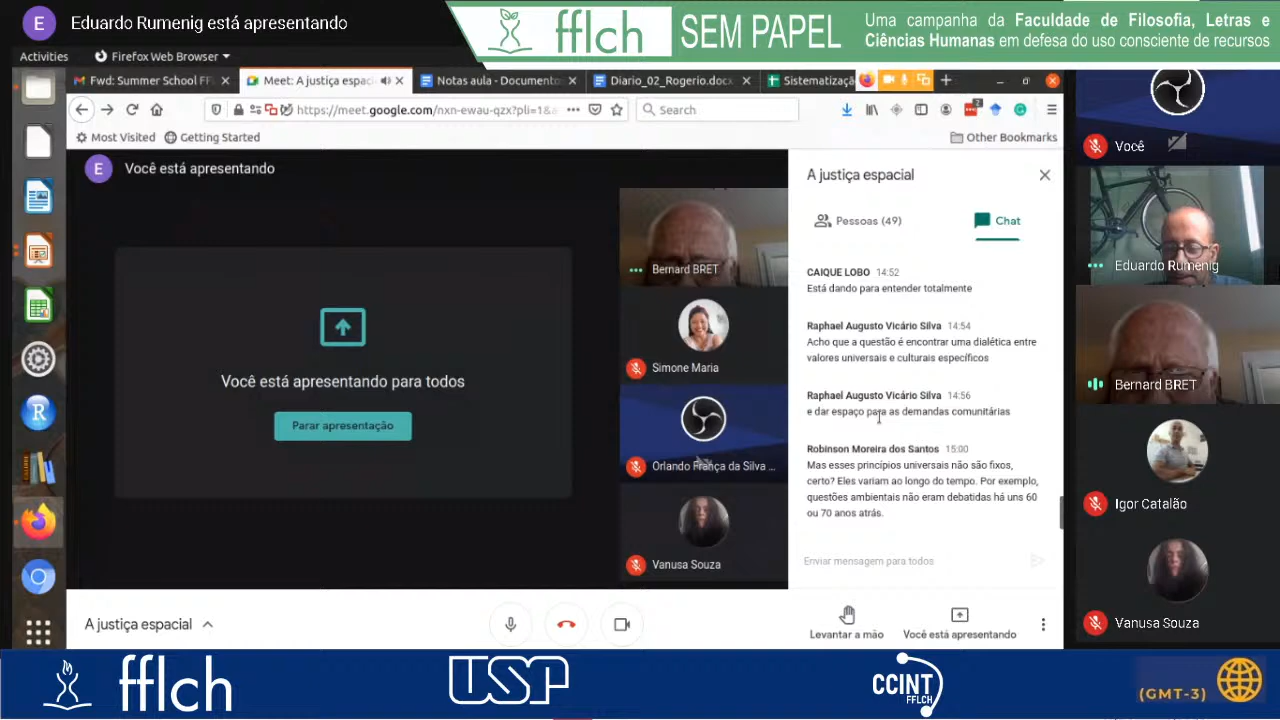 E Eduardo Rumenig está apresentando
fflch SEM PAPEL
Uma campanha da Faculdade de Filosofia, Letras e
Ciências Humanas em defesa do uso consciente de recursos
Activities
Firefox Web Browser
Fwd: Summer School FF
Meet: A justiça espaci
Notas aula - Documento
Diario_02_Rogerio.docx
Sistematizaçã
https://meet.google.com/nxn-ewau-qzx?pli=1&a
Search
Most Visited
Getting Started
Other Bookmarks
E Você está apresentando
Você está apresentando para todos
Parar apresentação
Bernard BRET
Simone Maria
Orlando França da Silva ...
Vanusa Souza
A justiça espacial
Pessoas (49)
Chat
CAIQUE LOBO 14:52
Está dando para entender totalmente
Raphael Augusto Vicário Silva 14:54
Acho que a questão é encontrar uma dialética entre
valores universais e culturais específicos
Raphael Augusto Vicário Silva 14:56
e dar espaço para as demandas comunitárias
Robinson Moreira dos Santos 15:00
Mas esses princípios universais não são fixos,
certo? Eles variam ao longo do tempo. Por exemplo,
questões ambientais não eram debatidas há uns 60
ou 70 anos atrás.
Enviar mensagem para todos
A justiça espacial
Levantar a mão
Você está apresentando
Você
Eduardo Rumenig
Bernard BRET
Igor Catalão
Vanusa Souza
fflch
USP
CCINT
FFLCH
(GMT-3)